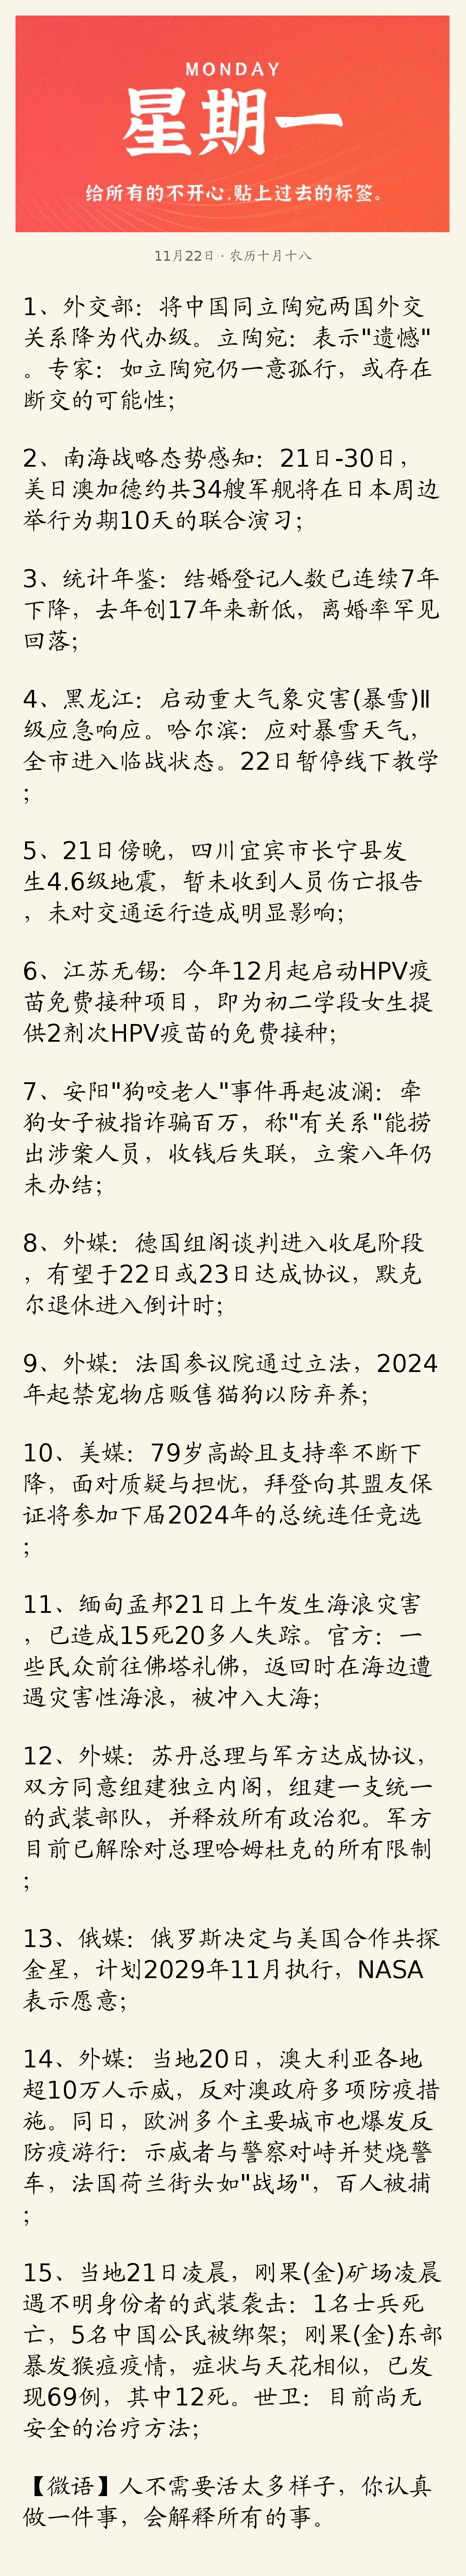 MONDAY
星期一
给所有的不开心,贴上过去的标签。
11月22日·农历十月十八
1、外交部：将中国同立陶宛两国外交
关系降为代办级。立陶宛：表示"遗憾"
。专家：如立陶宛仍一意孤行，或存在
断交的可能性;
2、南海战略态势感知：21日-30日，
美日澳加德约共34艘军舰将在日本周边
举行为期10天的联合演习;
3、统计年鉴：结婚登记人数已连续7年
下降，去年创17年来新低，离婚率罕见
回落;
4、黑龙江：启动重大气象灾害(暴雪)Ⅱ
级应急响应。哈尔滨：应对暴雪天气，
全市进入临战状态。22日暂停线下教学
;
5、21日傍晚，四川宜宾市长宁县发
生4.6级地震，暂未收到人员伤亡报告
，未对交通运行造成明显影响;
6、江苏无锡：今年12月起启动HPV疫
苗免费接种项目，即为初二学段女生提
供2剂次HPV疫苗的免费接种;
7、安阳"狗咬老人"事件再起波澜：牵
狗女子被指诈骗百万，称"有关系"能捞
出涉案人员，收钱后失联，立案八年仍
未办结;
8、外媒：德国组阁谈判进入收尾阶段
，有望于22日或23日达成协议，默克
尔退休进入倒计时;
9、外媒：法国参议院通过立法，2024
年起禁宠物店贩售猫狗以防弃养;
10、美媒：79岁高龄且支持率不断下
降，面对质疑与担忧，拜登向其盟友保
证将参加下届2024年的总统连任竞选
;
11、缅甸孟邦21日上午发生海浪灾害
，已造成15死20多人失踪。官方：一
些民众前往佛塔礼佛，返回时在海边遭
遇灾害性海浪，被冲入大海;
12、外媒：苏丹总理与军方达成协议，
双方同意组建独立内阁，组建一支统一
的武装部队，并释放所有政治犯。军方
目前已解除对总理哈姆杜克的所有限制
;
13、俄媒：俄罗斯决定与美国合作共探
金星，计划2029年11月执行，NASA
表示愿意;
14、外媒：当地20日，澳大利亚各地
超10万人示威，反对澳政府多项防疫措
施。同日，欧洲多个主要城市也爆发反
防疫游行：示威者与警察对峙并焚烧警
车，法国荷兰街头如"战场"，百人被捕
;
15、当地21日凌晨，刚果(金)矿场凌晨
遇不明身份者的武装袭击：1名士兵死
亡，5名中国公民被绑架；刚果(金)东部
暴发猴痘疫情，症状与天花相似，已发
现69例，其中12死。世卫：目前尚无
安全的治疗方法;
【微语】人不需要活太多样子，你认真
做一件事，会解释所有的事。